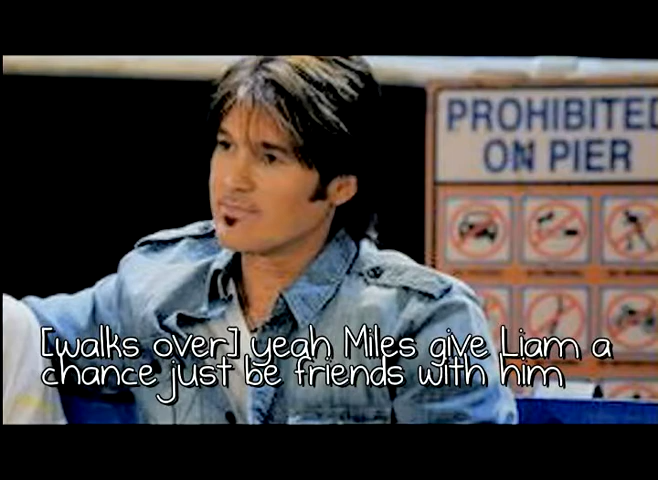 PROHIBITED
ON PIER
[walks over] yeah Miles give Liam a
chance just be friends with him